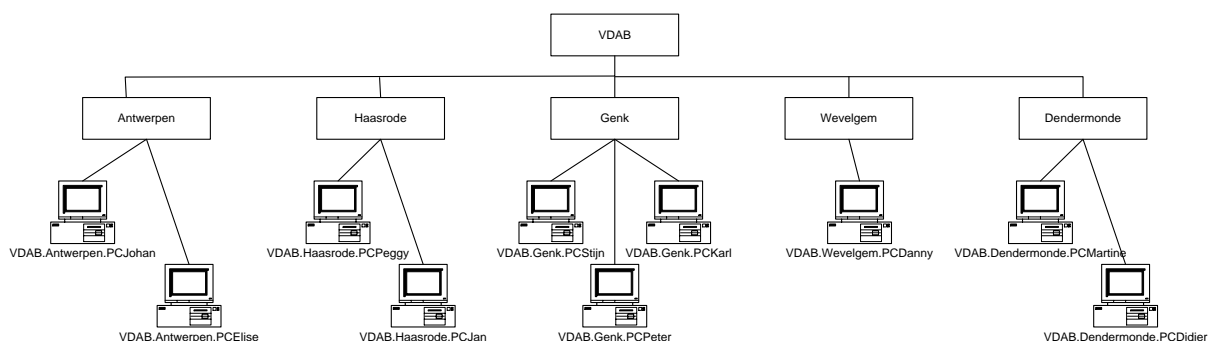 VDAB
Antwerpen
Haasrode
Genk
Wevelgem
Dendermonde
VDAB.Antwerpen.PCJohan
VDAB.Haasrode.PCPeggy
VDAB.Genk.PCStijn
VDAB.Genk.PCKarl
VDAB.Wevelgem.PCDanny
VDAB.Dendermonde.PCMartine
VDAB.Antwerpen.PCElise
VDAB.Haasrode.PCJan
VDAB.Genk.PCPeter
VDAB.Dendermonde.PCDidier